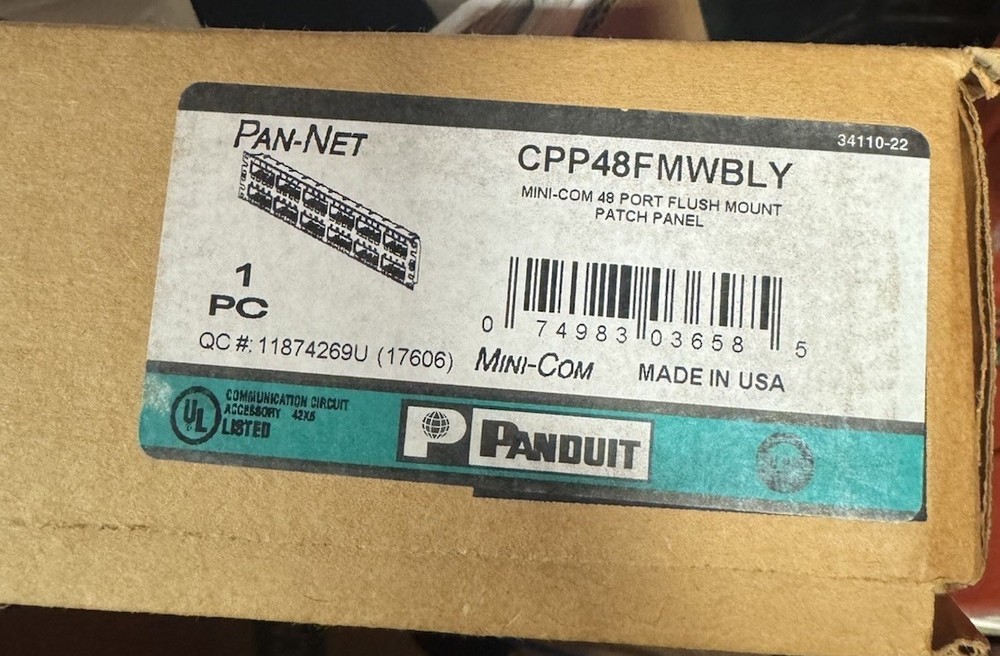 PAN-NET
34110-22
CPP48FMWBLY
MINI-COM 48 PORT FLUSH MOUNT
PATCH PANEL
1
PC
0 74983 03658 5
QC #: 11874269U (17606)
MINI-COM
MADE IN USA
UL
LISTED
COMMUNICATION CIRCUIT
ACCESSORY 42X5
P PANDUIT